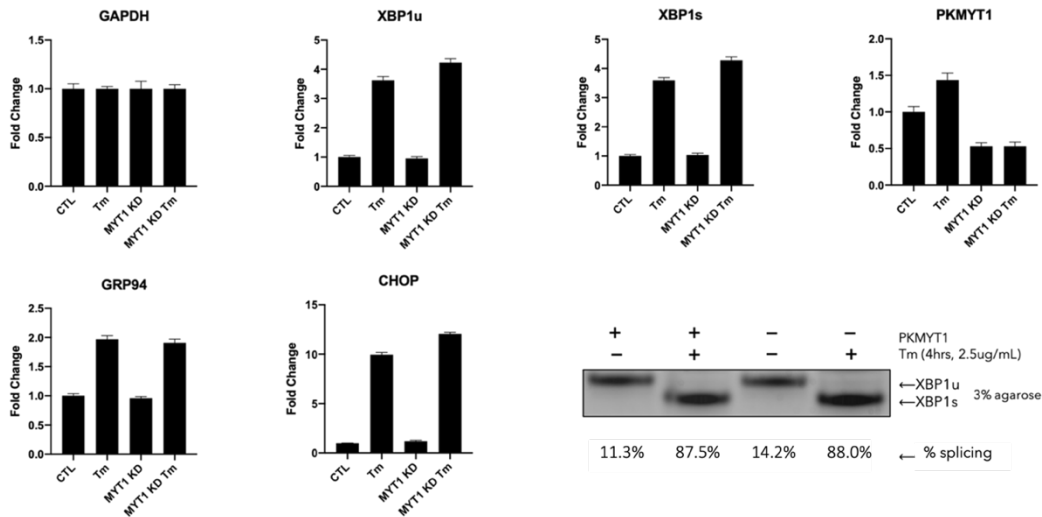 GAPDH
Fold Change
1.5
1.0
0.5
0.0
CTL
Tm
MYT1 KD
MYT1 KD Tm
XBP1u
Fold Change
5
4
3
2
1
0
CTL
Tm
MYT1 KD
MYT1 KD Tm
XBP1s
Fold Change
5
4
3
2
1
0
CTL
Tm
MYT1 KD
MYT1 KD Tm
PKMYT1
Fold Change
2.0
1.5
1.0
0.5
0.0
CTL
Tm
MYT1 KD
MYT1 KD Tm
GRP94
Fold Change
2.5
2.0
1.5
1.0
0.5
0.0
CTL
Tm
MYT1 KD
MYT1 KD Tm
CHOP
Fold Change
15
10
5
0
CTL
Tm
MYT1 KD
MYT1 KD Tm
+ + − − PKMYT1
− + − + Tm (4hrs, 2.5ug/mL)
←XBP1u
←XBP1s
3% agarose
11.3% 87.5% 14.2% 88.0% ← % splicing